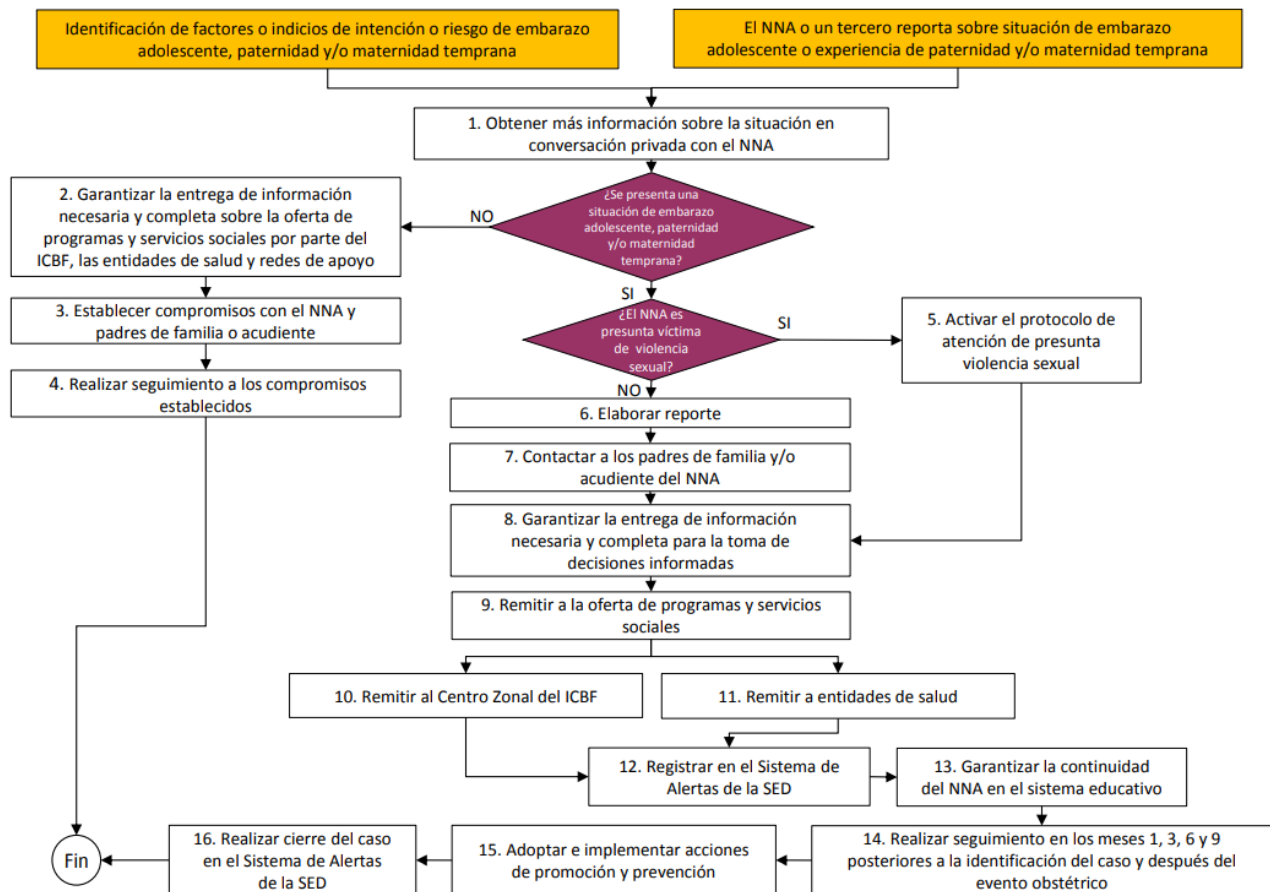 Identificación de factores o indicios de intención o riesgo de embarazo
adolescente, paternidad y/o maternidad temprana
El NNA o un tercero reporta sobre situación de embarazo
adolescente o experiencia de paternidad y/o maternidad temprana
1. Obtener más información sobre la situación en
conversación privada con el NNA
¿Se presenta una
situación de embarazo
adolescente, paternidad
y/o maternidad
temprana?
NO
2. Garantizar la entrega de información
necesaria y completa sobre la oferta de
programas y servicios sociales por parte del
ICBF, las entidades de salud y redes de apoyo
3. Establecer compromisos con el NNA y
padres de familia o acudiente
4. Realizar seguimiento a los compromisos
establecidos
SI
¿El NNA es
presunta víctima
de violencia
sexual?
SI
5. Activar el protocolo de
atención de presunta
violencia sexual
NO
6. Elaborar reporte
7. Contactar a los padres de familia y/o
acudiente del NNA
8. Garantizar la entrega de información
necesaria y completa para la toma de
decisiones informadas
9. Remitir a la oferta de programas y servicios
sociales
10. Remitir al Centro Zonal del ICBF
11. Remitir a entidades de salud
12. Registrar en el Sistema de
Alertas de la SED
13. Garantizar la continuidad
del NNA en el sistema educativo
14. Realizar seguimiento en los meses 1, 3, 6 y 9
posteriores a la identificación del caso y después del
evento obstétrico
15. Adoptar e implementar acciones
de promoción y prevención
16. Realizar cierre del caso
en el Sistema de Alertas
de la SED
Fin